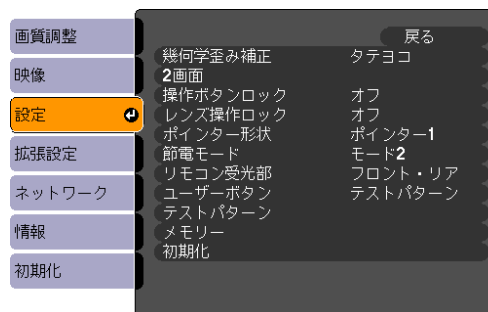 画質調整
映像
設定
拡張設定
ネットワーク
情報
初期化
戻る
幾何学歪み補正 タテヨコ
2画面
操作ボタンロック オフ
レンズ操作ロック オフ
ポインター形状 ポインター1
節電モード モード2
リモコン受光部 フロント・リア
ユーザーボタン テストパターン
テストパターン
メモリー
初期化